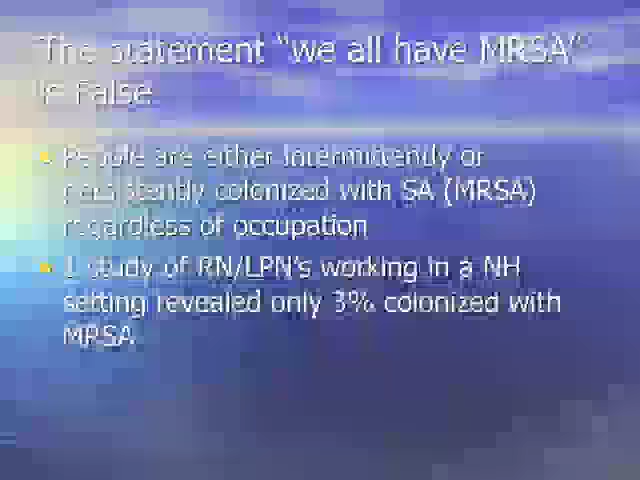 The statement "we all have MRSA"
is False
People are either intermittently or
persistently colonized with SA (MRSA)
regardless of occupation
1 study of RN/LPN's working in a NH
setting revealed only 3% colonized with
MRSA